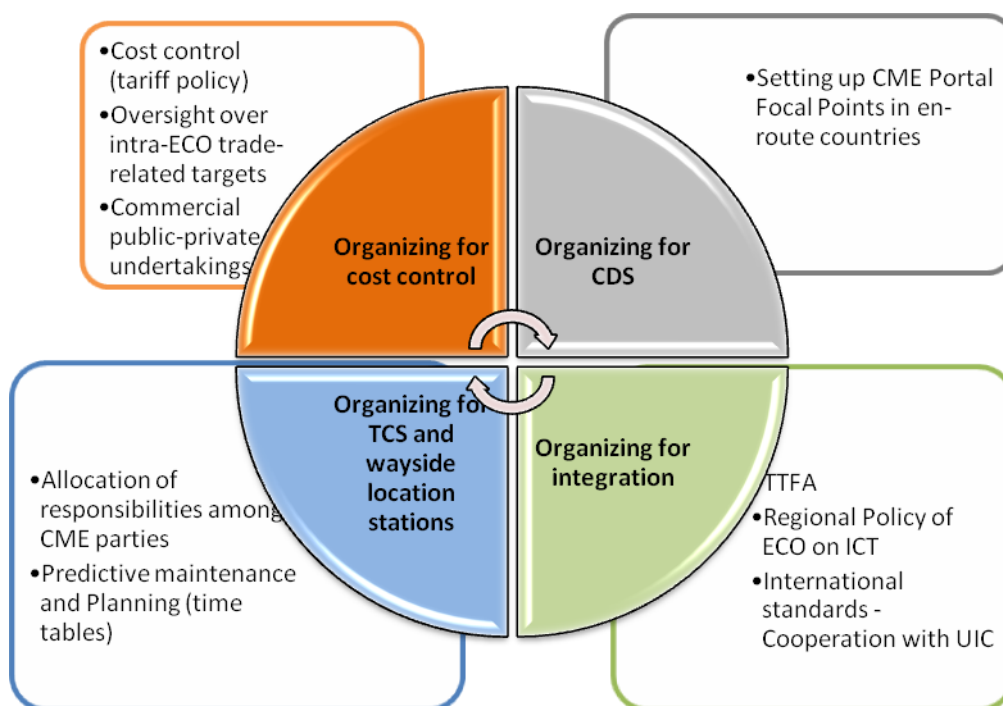 •Cost control
(tariff policy)
•Oversight over
intra-ECO trade-
related targets
•Commercial
public-private
undertakings
•Setting up CME Portal
Focal Points in en-
route countries
Organizing for
cost control
Organizing for
CDS
Organizing for
TCS and
wayside
location
stations
Organizing for
integration
•Allocation of
responsibilities among
CME parties
•Predictive maintenance
and Planning (time
tables)
TTFA
•Regional Policy of
ECO on ICT
•International
standards -
Cooperation with UIC